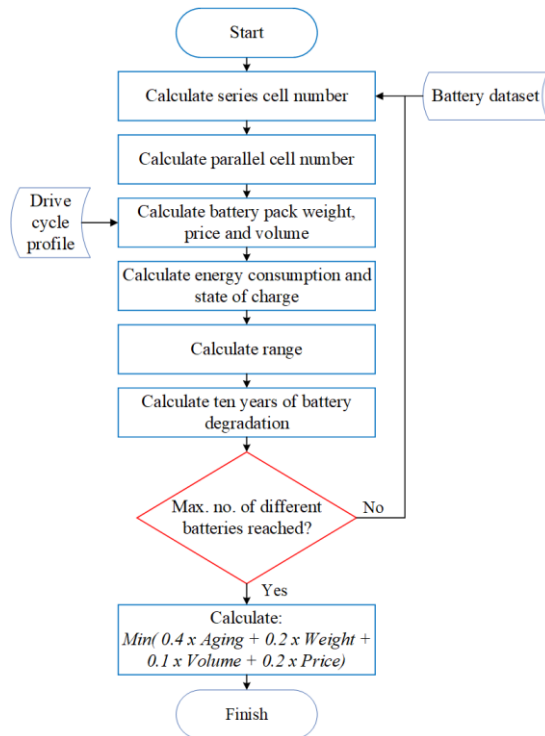 Start
Calculate series cell number
Battery dataset
Calculate parallel cell number
Drive
cycle
profile
Calculate battery pack weight,
price and volume
Calculate energy consumption and
state of charge
Calculate range
Calculate ten years of battery
degradation
Max. no. of different
batteries reached?
No
Yes
Calculate:
Min( 0.4 x Aging + 0.2 x Weight +
0.1 x Volume + 0.2 x Price)
Finish